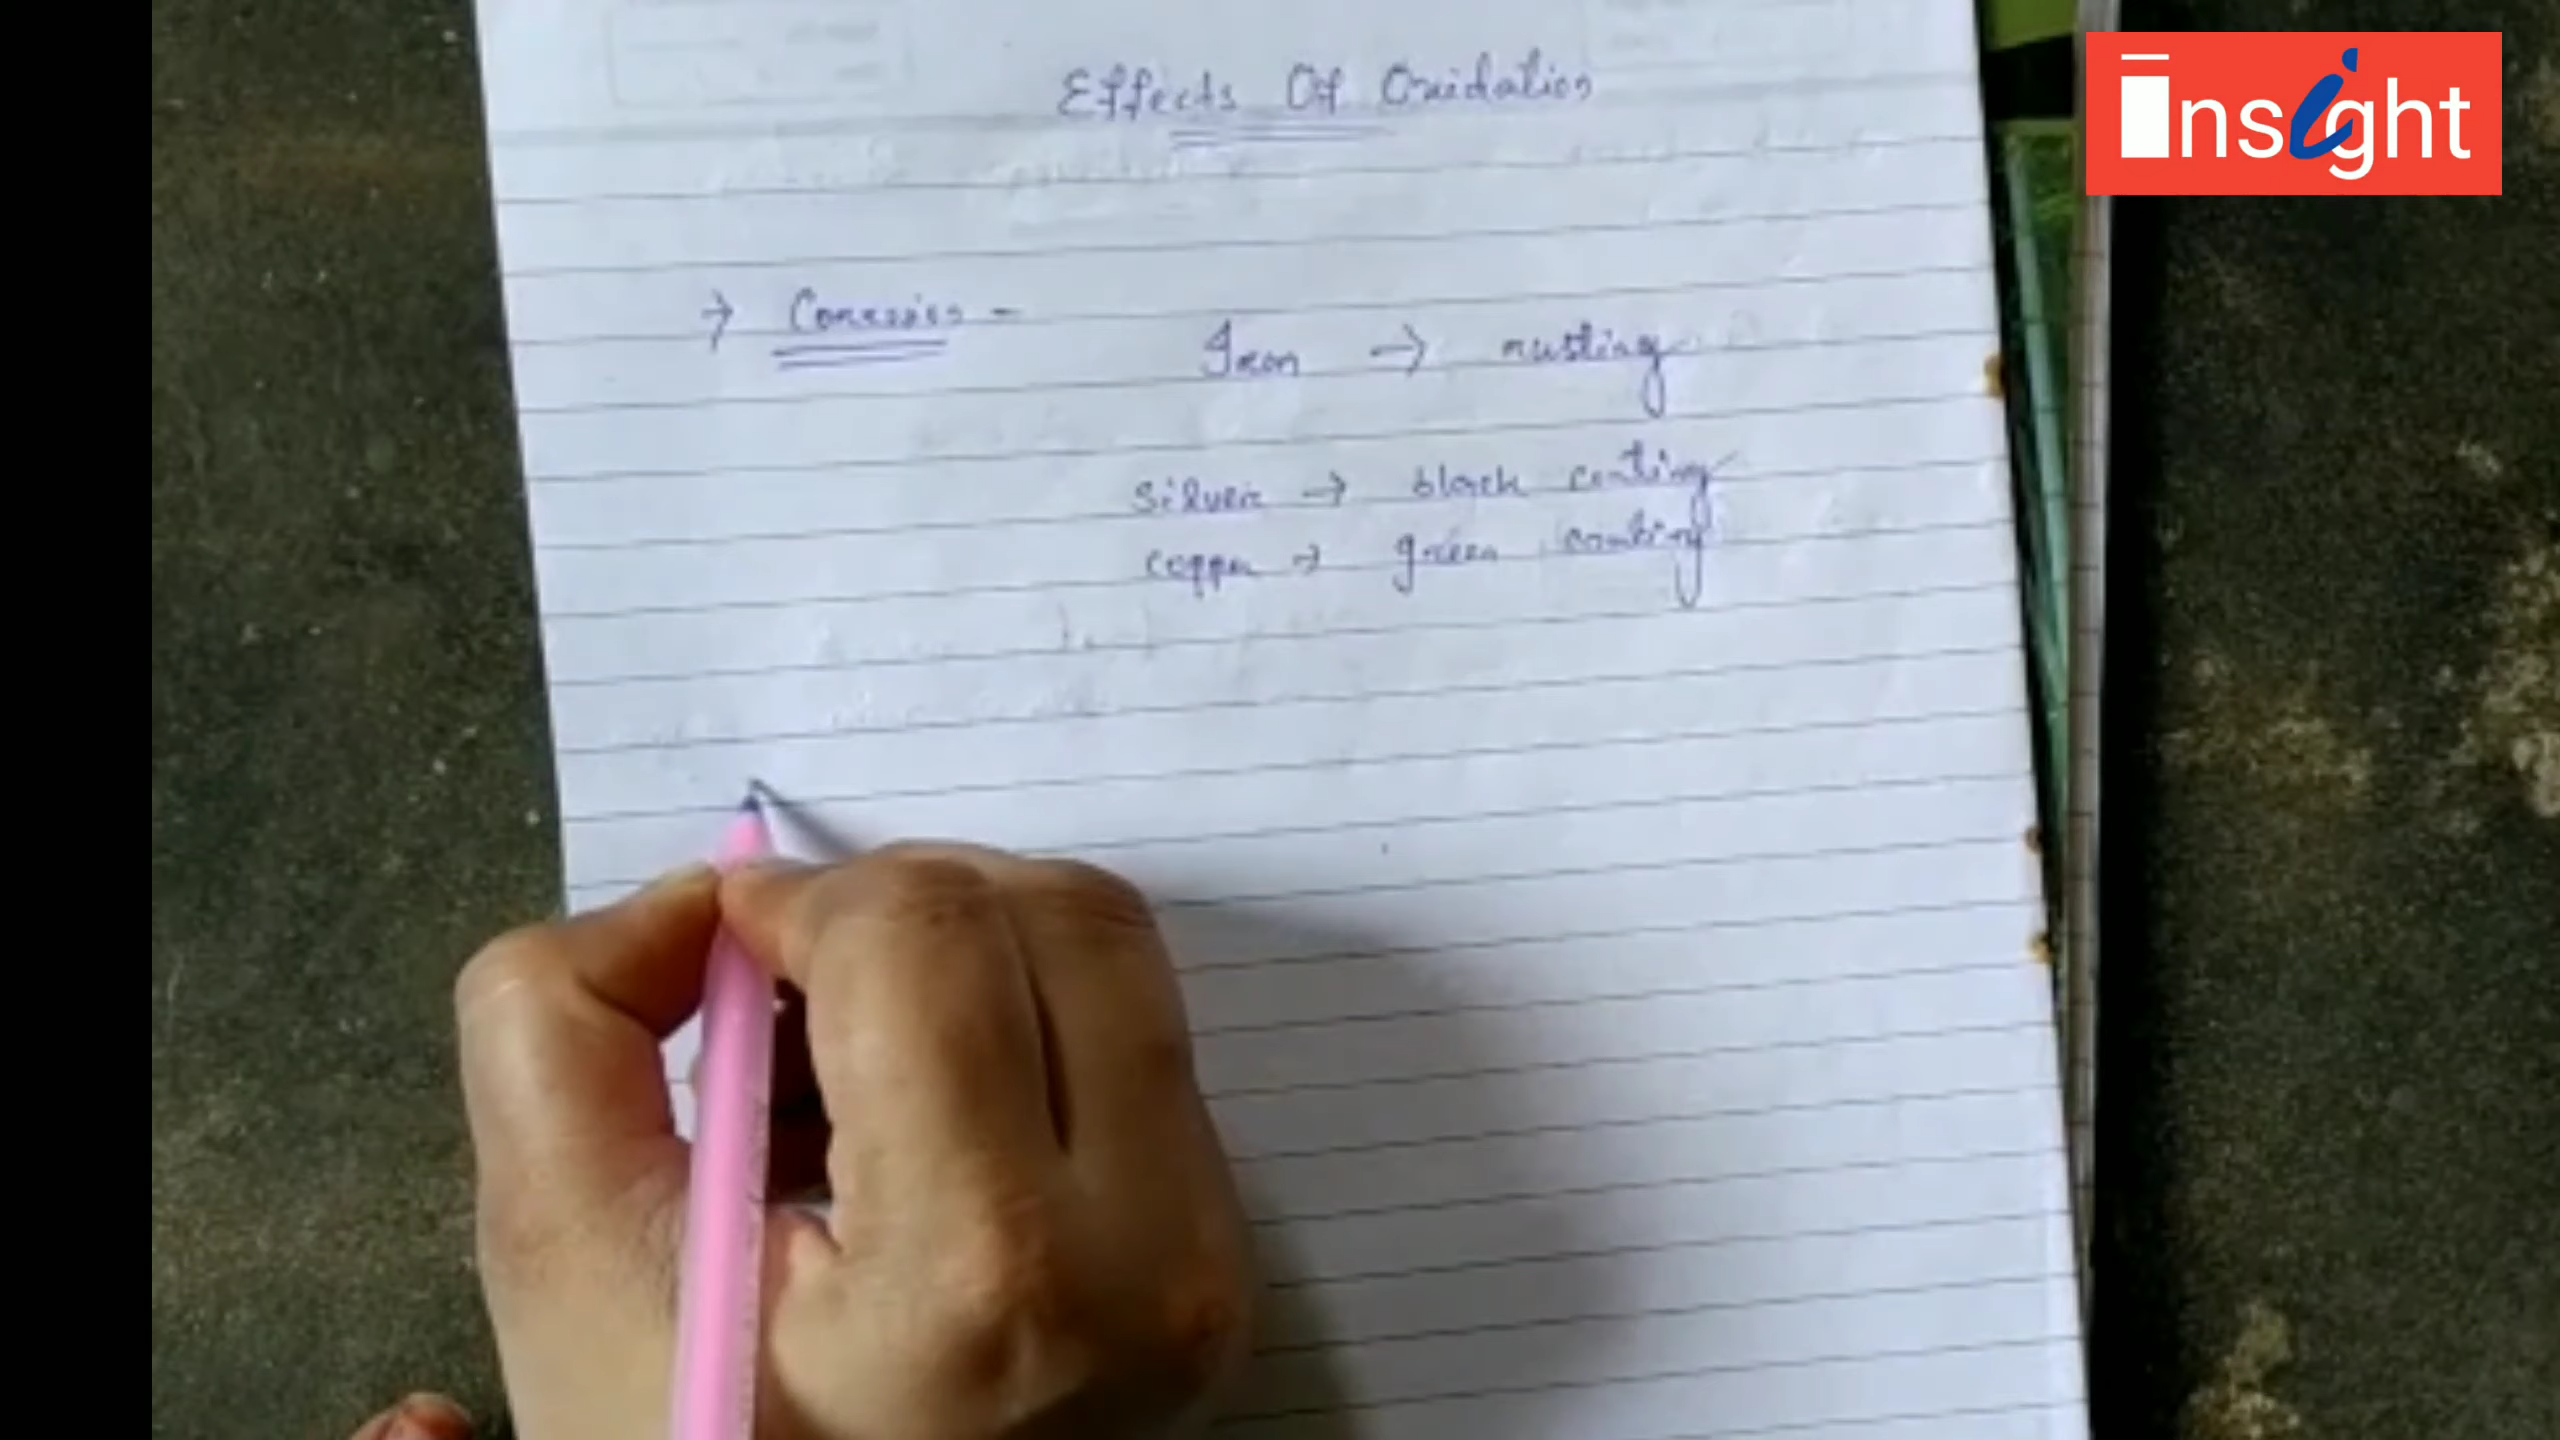 Insight
Effects Of Oxidation
→ Corrosion -
Iron → rusting
Silver → black coating
copper → green coating